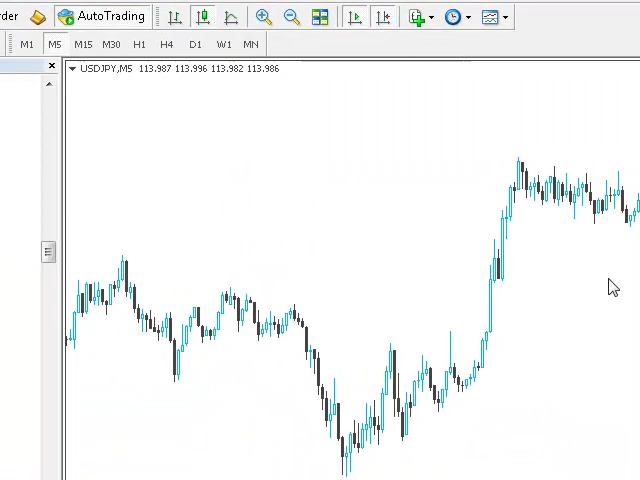 rder AutoTrading
M1 M5 M15 M30 H1 H4 D1 W1 MN
USDJPY,M5 113.987 113.996 113.982 113.986